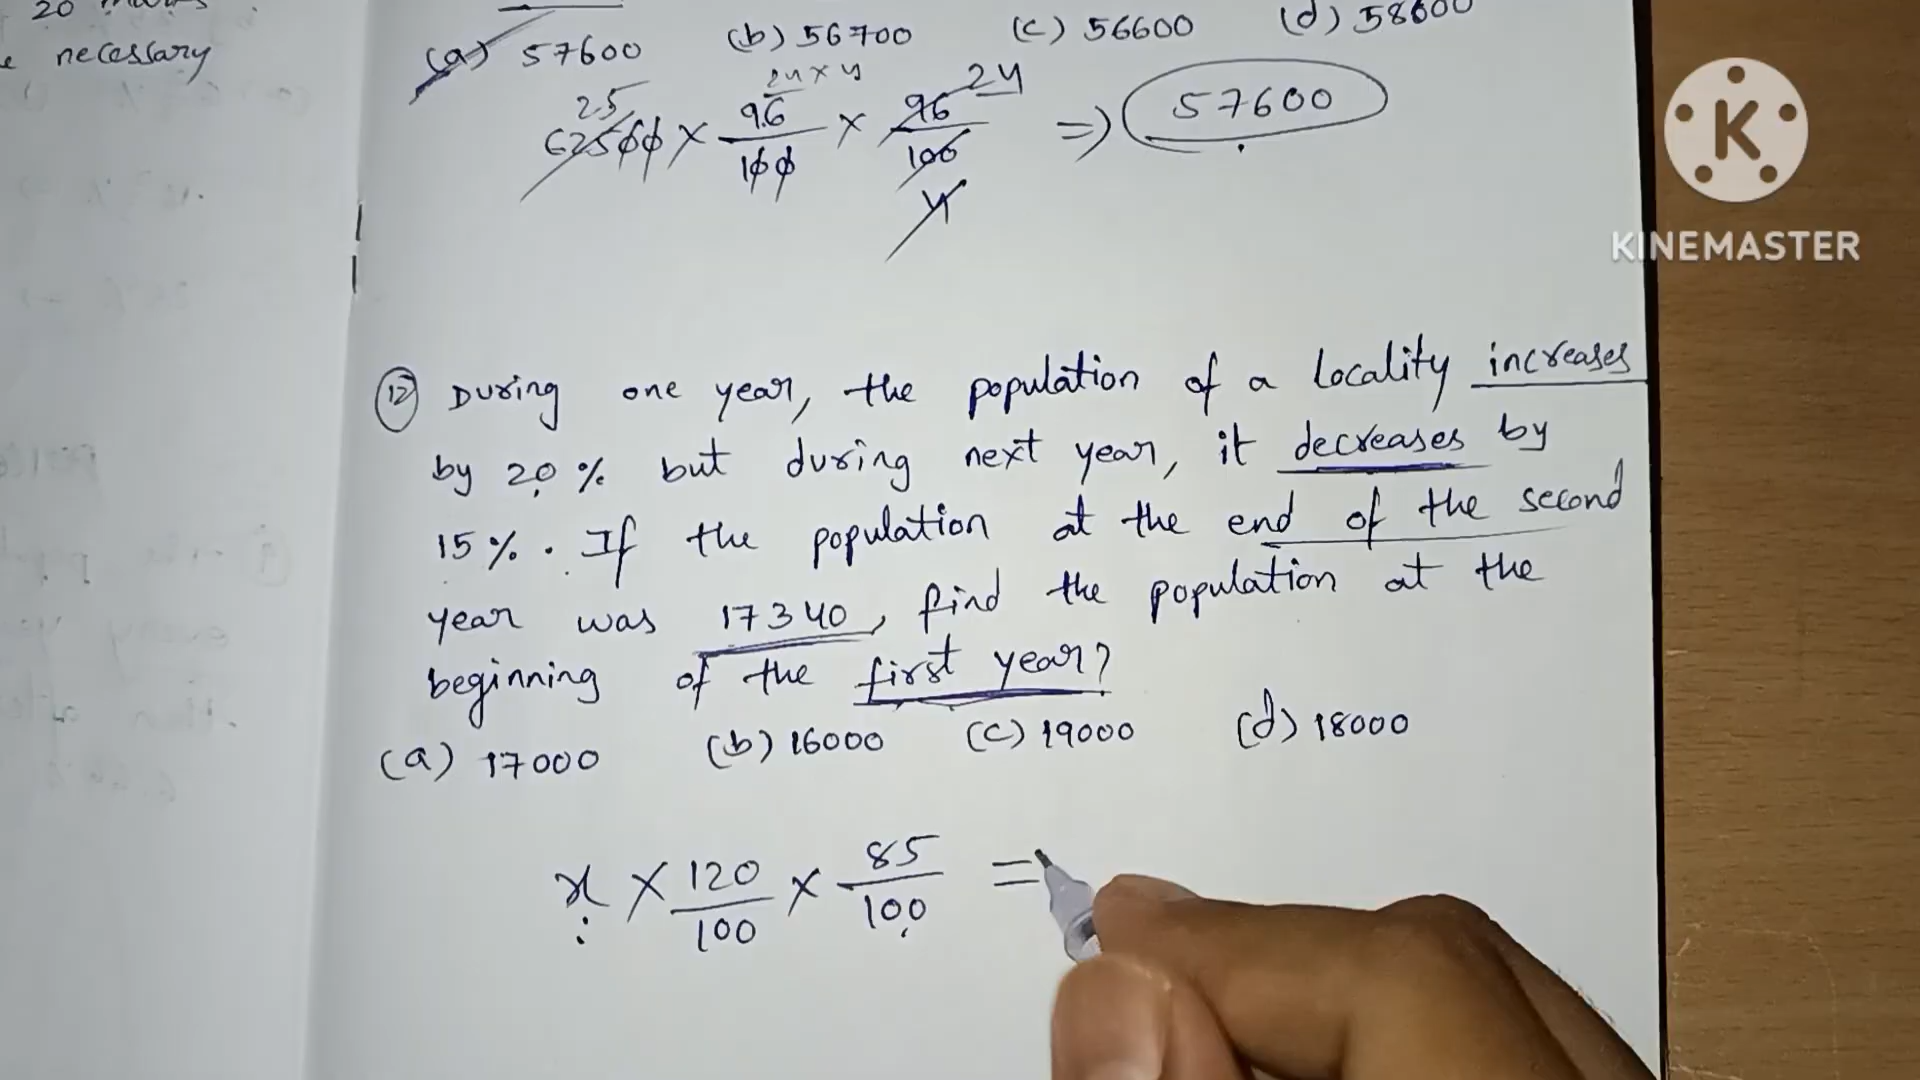 20
necessary
(a) 57600 (b) 56700 (c) 56600 (d) 58600
25 24 x 4 24
62500 x 96/100 x 96/100 => 57600
4
K
KINEMASTER
12 During one year, the population of a locality increases
by 20% but during next year, it decreases by
15%. If the population at the end of the second
year was 17340, find the population at the
beginning of the first year?
(a) 17000 (b) 16000 (c) 19000 (d) 18000
x × 120/100 × 85/100 =